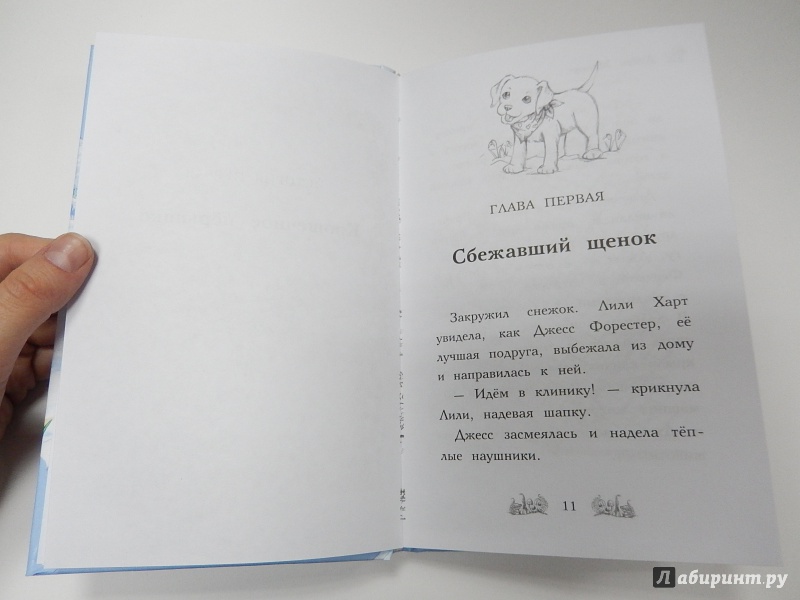 ГЛАВА ПЕРВАЯ
Сбежавший щенок
Закружил снежок. Лили Харт
увидела, как Джесс Форестер, её
лучшая подруга, выбежала из дому
и направилась к ней.
— Идём в клинику! — крикнула
Лили, надевая шапку.
Джесс засмеялась и надела тёп-
лые наушники.
11
Лабиринт.ру